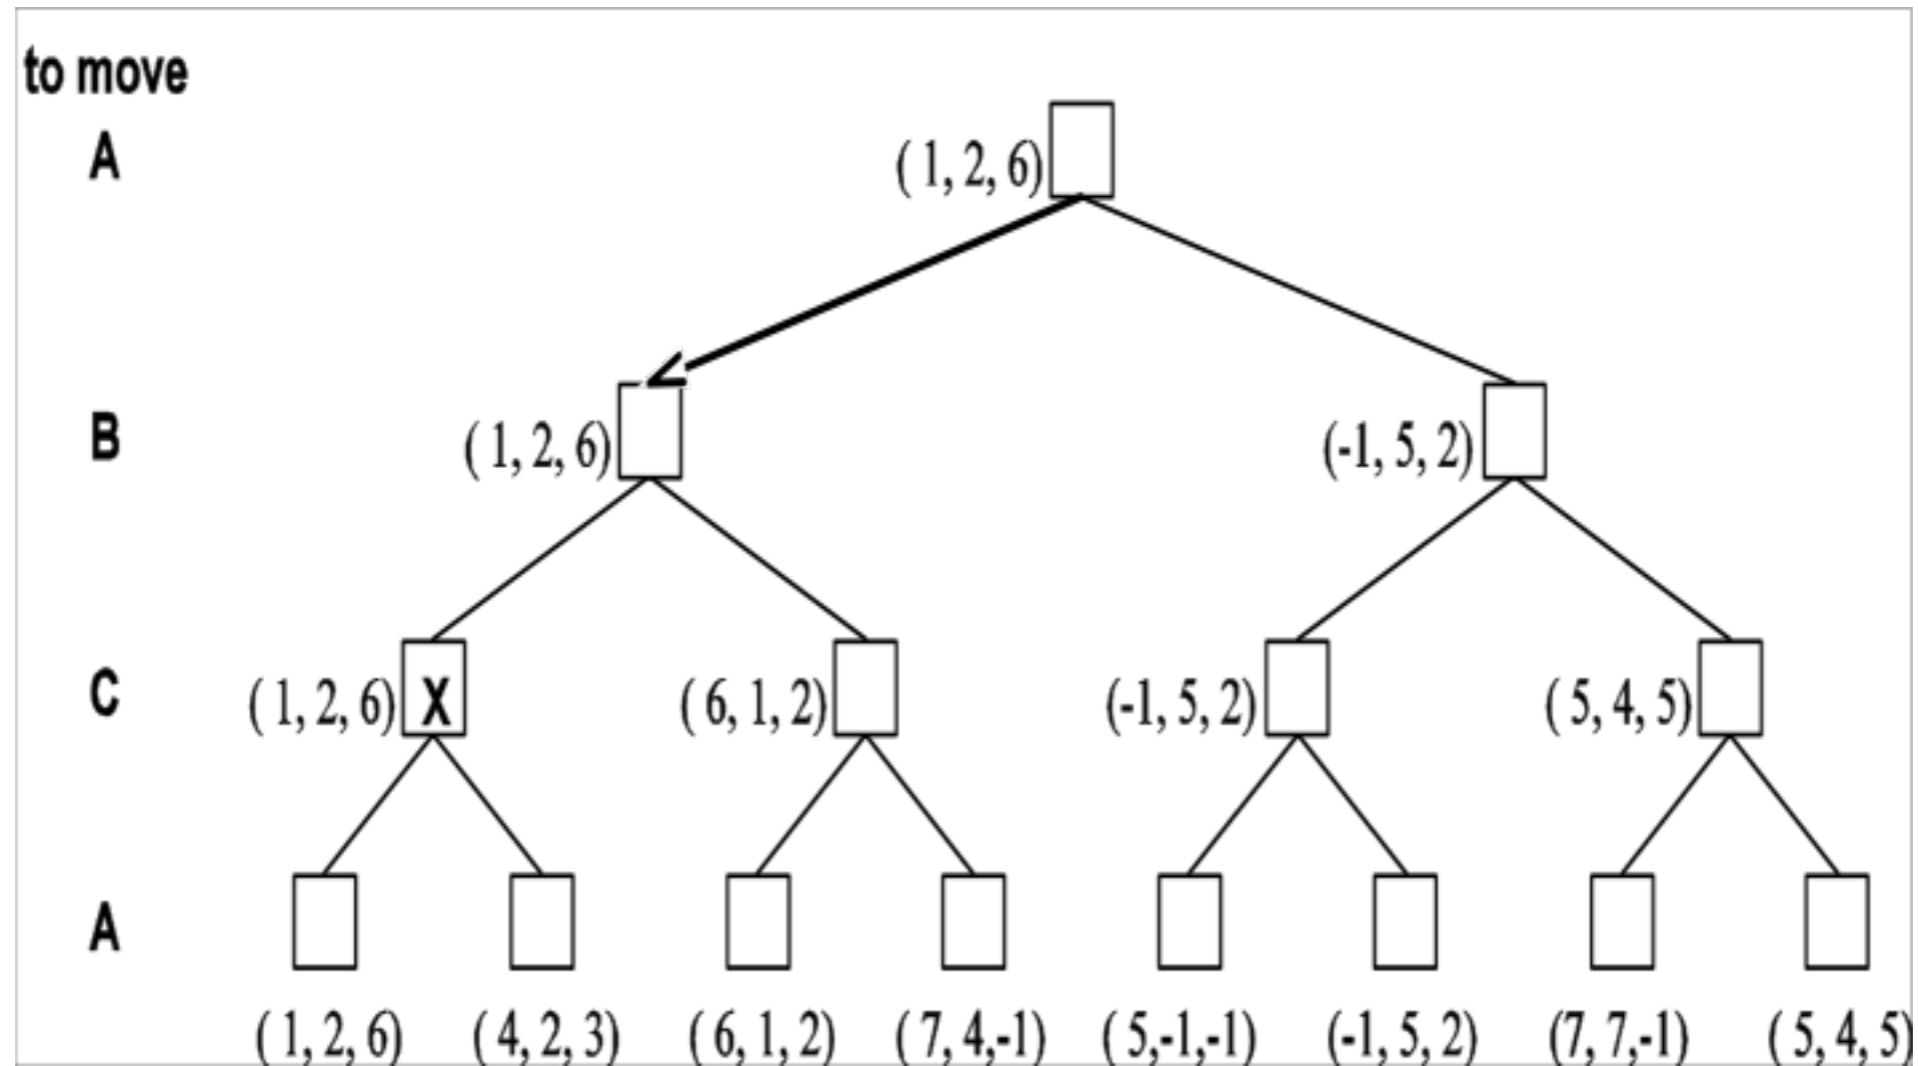 to move
A
( 1, 2, 6)
B
( 1, 2, 6)
(-1, 5, 2)
C
( 1, 2, 6)
X
( 6, 1, 2)
(-1, 5, 2)
( 5, 4, 5)
A
( 1, 2, 6)
( 4, 2, 3)
( 6, 1, 2)
( 7, 4,-1)
( 5,-1,-1)
(-1, 5, 2)
(7, 7,-1)
( 5, 4, 5)